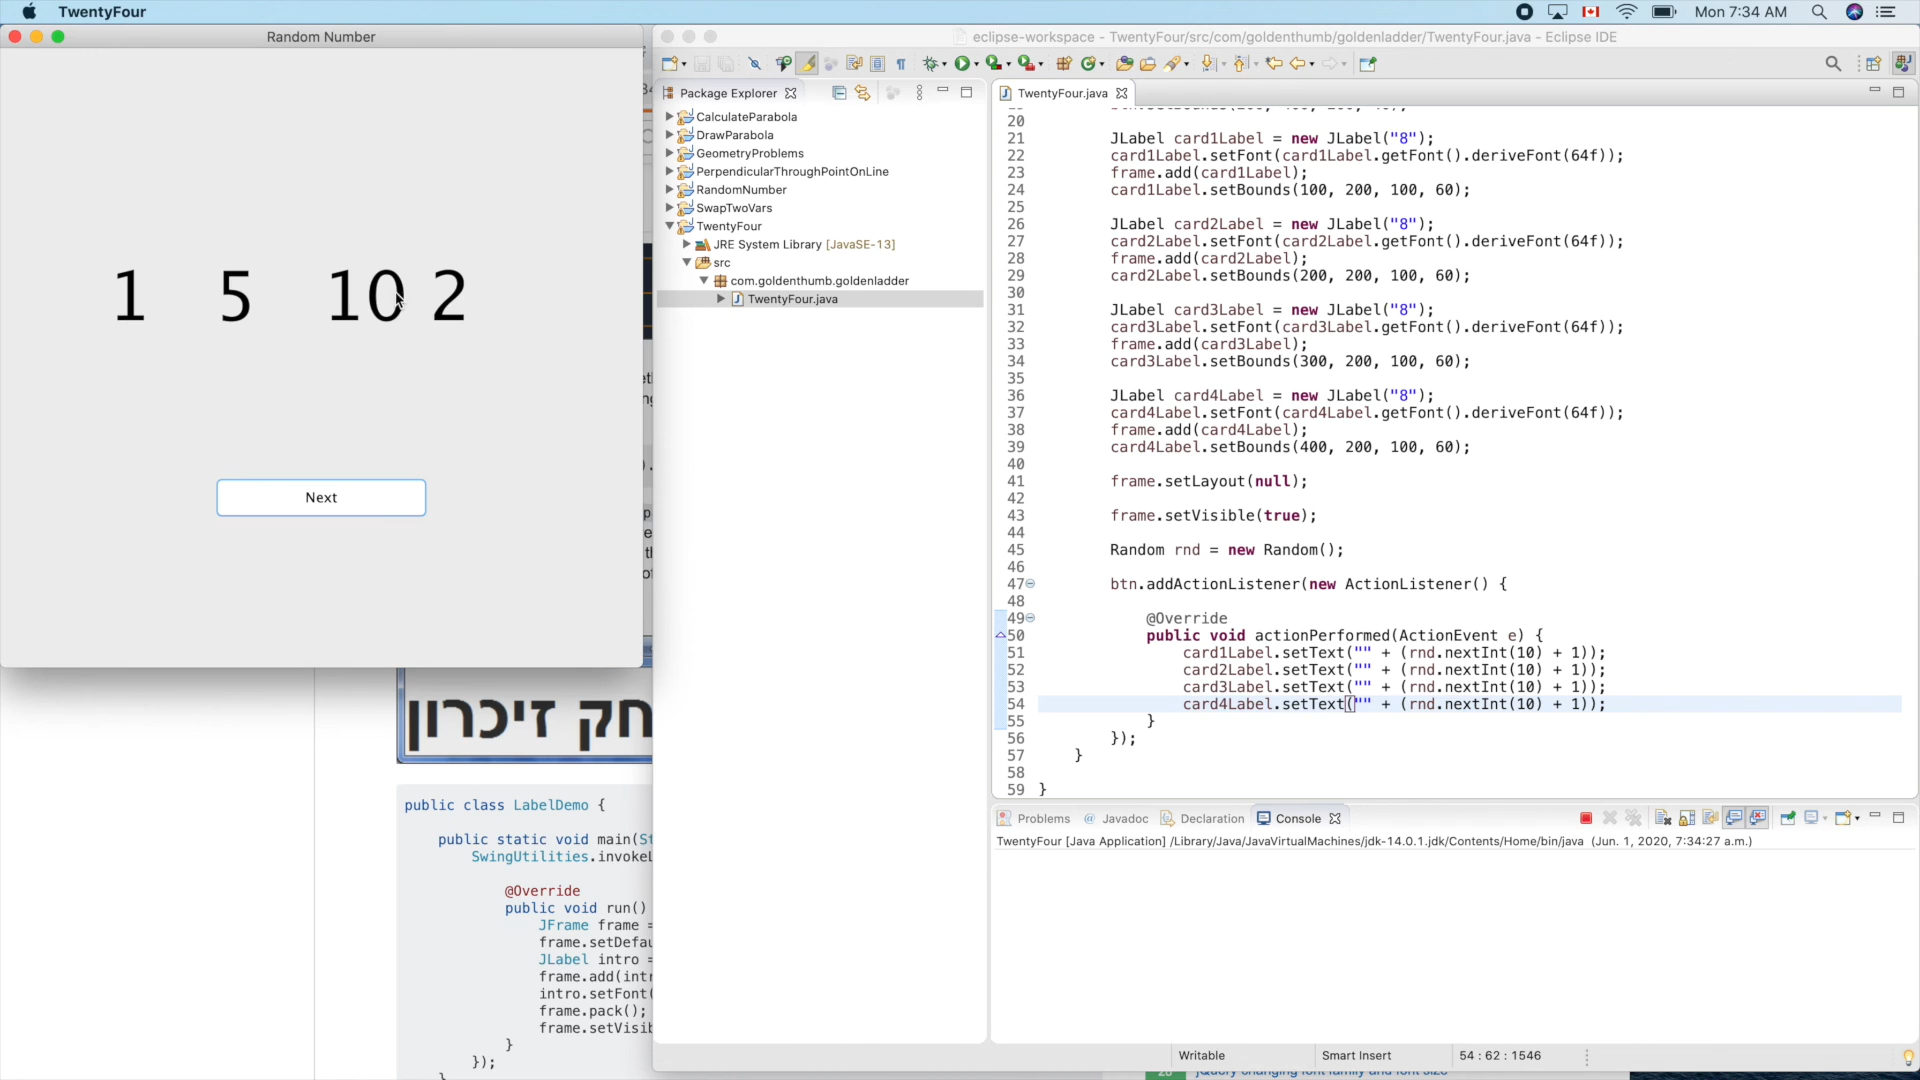 TwentyFour
Mon 7:34 AM
Random Number
1 5 10 2
Next
חק זיכרון
public class LabelDemo {
public static void main(St
SwingUtilities.invokeL
@Override
public void run()
JFrame frame =
frame.setDefau
JLabel intro =
frame.add(intr
intro.setFont(
frame.pack();
frame.setVisib
}
});
eclipse-workspace - TwentyFour/src/com/goldenthumb/goldenladder/TwentyFour.java - Eclipse IDE
Package Explorer
CalculateParabola
DrawParabola
GeometryProblems
PerpendicularThroughPointOnLine
RandomNumber
SwapTwoVars
TwentyFour
JRE System Library [JavaSE-13]
src
com.goldenthumb.goldenladder
TwentyFour.java
TwentyFour.java
20
21 JLabel card1Label = new JLabel("8");
22 card1Label.setFont(card1Label.getFont().deriveFont(64f));
23 frame.add(card1Label);
24 card1Label.setBounds(100, 200, 100, 60);
25
26 JLabel card2Label = new JLabel("8");
27 card2Label.setFont(card2Label.getFont().deriveFont(64f));
28 frame.add(card2Label);
29 card2Label.setBounds(200, 200, 100, 60);
30
31 JLabel card3Label = new JLabel("8");
32 card3Label.setFont(card3Label.getFont().deriveFont(64f));
33 frame.add(card3Label);
34 card3Label.setBounds(300, 200, 100, 60);
35
36 JLabel card4Label = new JLabel("8");
37 card4Label.setFont(card4Label.getFont().deriveFont(64f));
38 frame.add(card4Label);
39 card4Label.setBounds(400, 200, 100, 60);
40
41 frame.setLayout(null);
42
43 frame.setVisible(true);
44
45 Random rnd = new Random();
46
47 btn.addActionListener(new ActionListener() {
48
49 @Override
50 public void actionPerformed(ActionEvent e) {
51 card1Label.setText("" + (rnd.nextInt(10) + 1));
52 card2Label.setText("" + (rnd.nextInt(10) + 1));
53 card3Label.setText("" + (rnd.nextInt(10) + 1));
54 card4Label.setText("" + (rnd.nextInt(10) + 1));
55 }
56 });
57 }
58
59 }
Problems @ Javadoc Declaration Console
TwentyFour [Java Application] /Library/Java/JavaVirtualMachines/jdk-14.0.1.jdk/Contents/Home/bin/java (Jun. 1, 2020, 7:34:27 a.m.)
Writable Smart Insert 54 : 62 : 1546